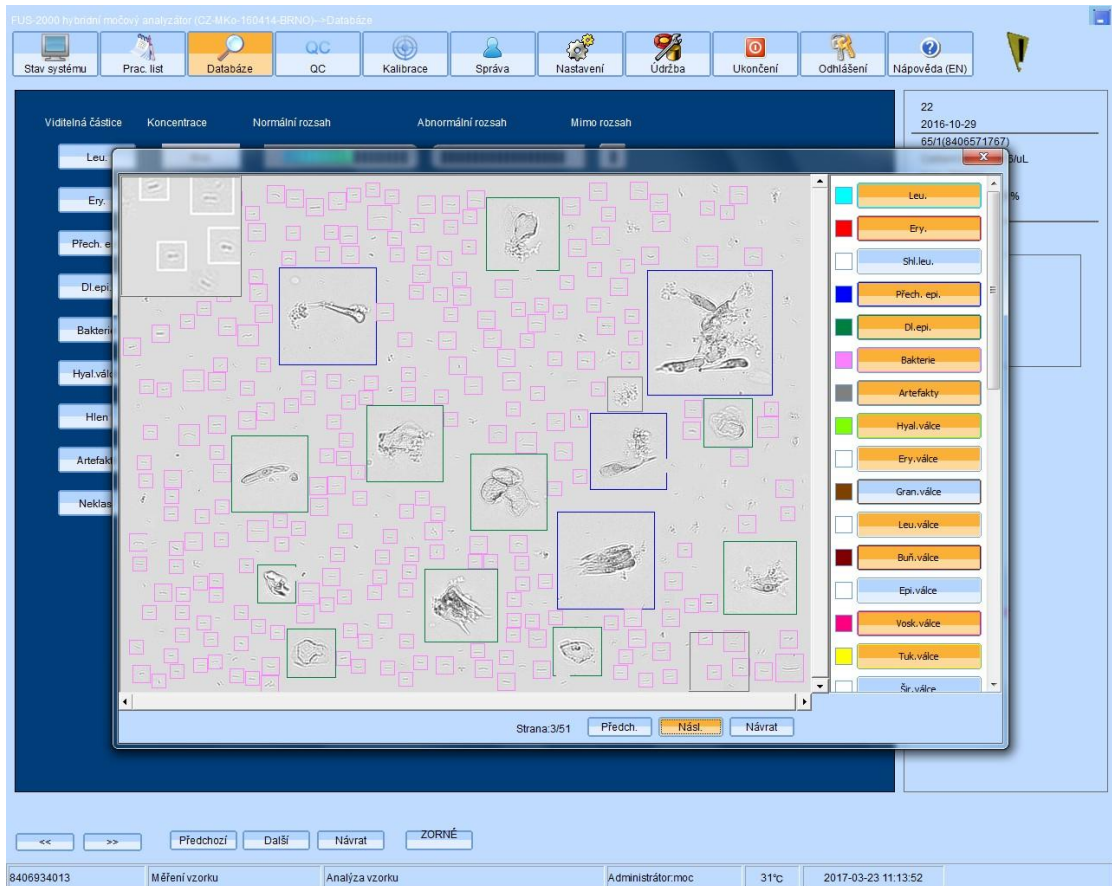 FUS-2000 hybridní močový analyzátor (CZ-MKo-160414-BRNO)-->Databáze
Stav systému Prac. list Databáze QC QC Kalibrace Správa Nastavení Údržba Ukončení Odhlášení Nápověda (EN)
Viditelná částice Koncentrace Normální rozsah Abnormální rozsah Mimo rozsah
22
2016-10-29
65/1(8406571767)
/uL
%
Leu.
Ery.
Přech. e
Dl.epi.
Bakterie
Hyal.vál
Hlen
Artefak
Neklas
Leu.
Ery.
Shl.leu.
Přech. epi.
Dl.epi.
Bakterie
Artefakty
Hyal.válce
Ery.válce
Gran.válce
Leu.válce
Buň.válce
Epi.válce
Vosk.válce
Tuk.válce
Šir.válce
Strana:3/51 Předch. Násl. Návrat
<< >> Předchozí Další Návrat ZORNÉ
8406934013 Měření vzorku Analýza vzorku Administrátor:moc 31°C 2017-03-23 11:13:52